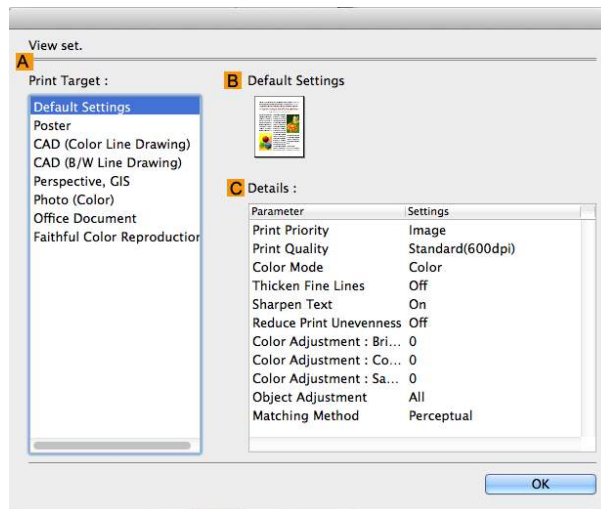 View set.
A
Print Target :
Default Settings
Poster
CAD (Color Line Drawing)
CAD (B/W Line Drawing)
Perspective, GIS
Photo (Color)
Office Document
Faithful Color Reproduction
B Default Settings
C Details :
Parameter Settings
Print Priority Image
Print Quality Standard(600dpi)
Color Mode Color
Thicken Fine Lines Off
Sharpen Text On
Reduce Print Unevenness Off
Color Adjustment : Bri... 0
Color Adjustment : Co... 0
Color Adjustment : Sa... 0
Object Adjustment All
Matching Method Perceptual
OK